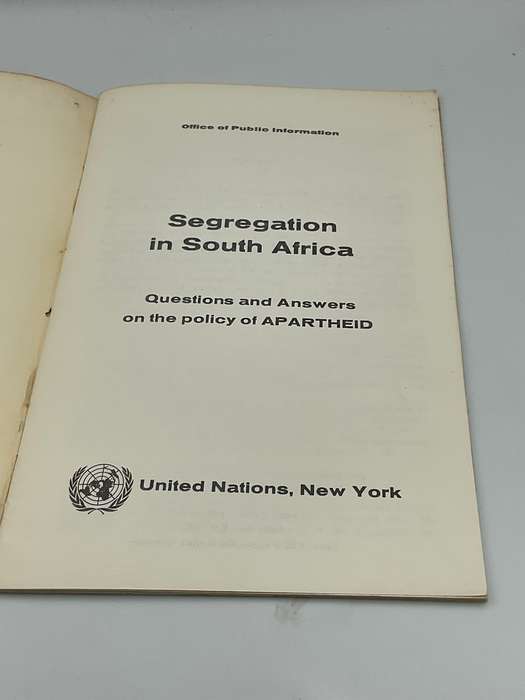 Office of Public Information
Segregation
in South Africa
Questions and Answers
on the policy of APARTHEID
United Nations, New York